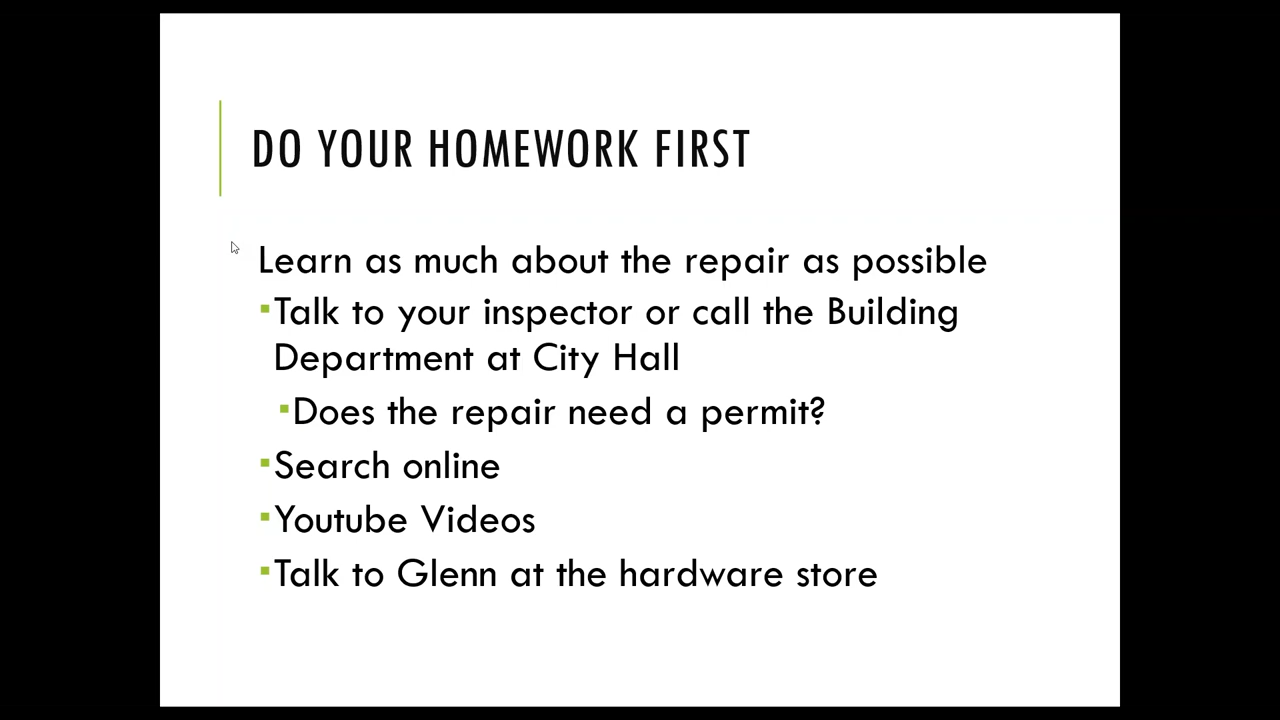 DO YOUR HOMEWORK FIRST
Learn as much about the repair as possible
▪Talk to your inspector or call the Building
Department at City Hall
▪Does the repair need a permit?
▪Search online
▪Youtube Videos
▪Talk to Glenn at the hardware store